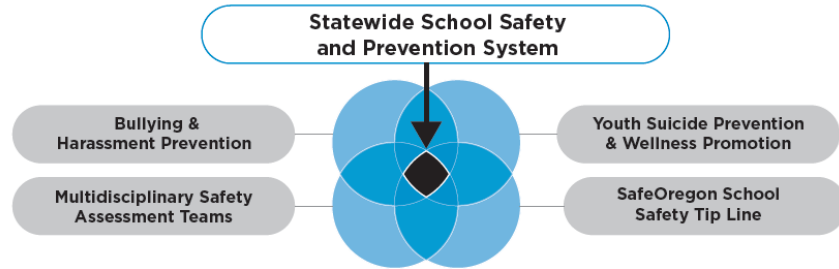 Statewide School Safety
and Prevention System
Bullying &
Harassment Prevention
Youth Suicide Prevention
& Wellness Promotion
Multidisciplinary Safety
Assessment Teams
SafeOregon School
Safety Tip Line